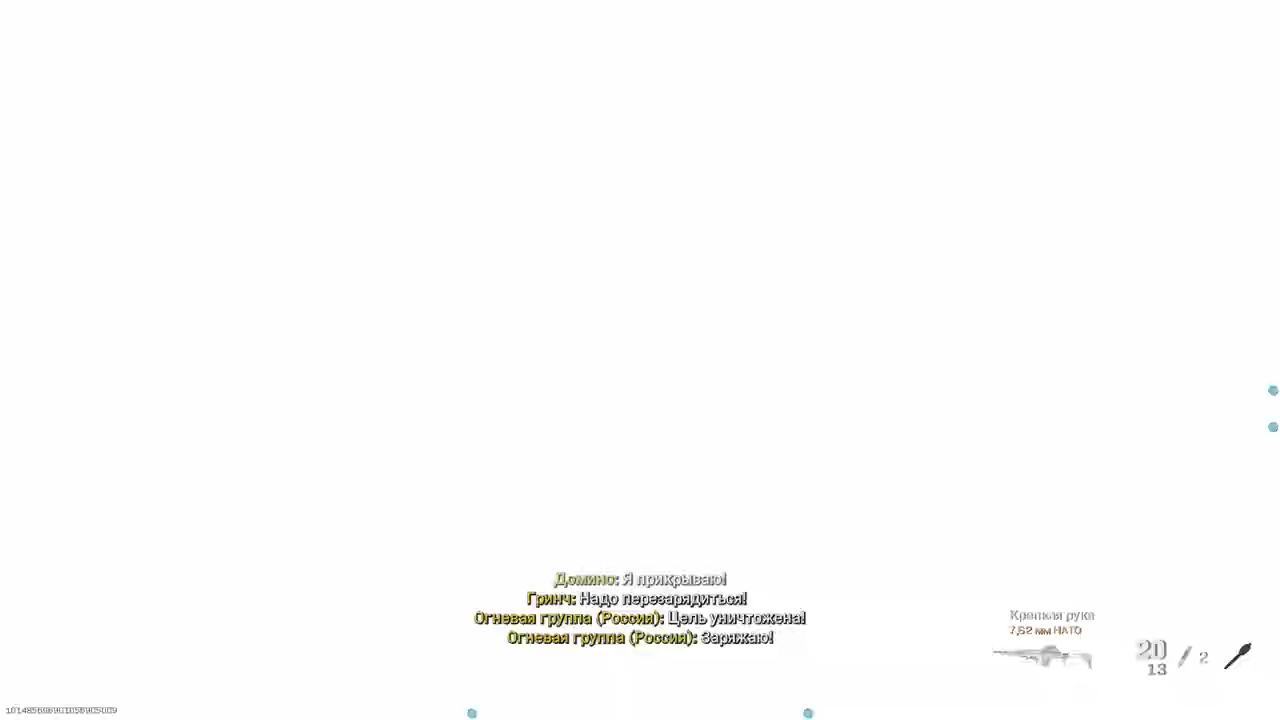 Домино: Я прикрываю!
Гринч: Надо перезарядиться!
Огневая группа (Россия): Цель уничтожена!
Огневая группа (Россия): Заряжаю!
Крепкая рука
7,62 мм НАТО
20
13
2